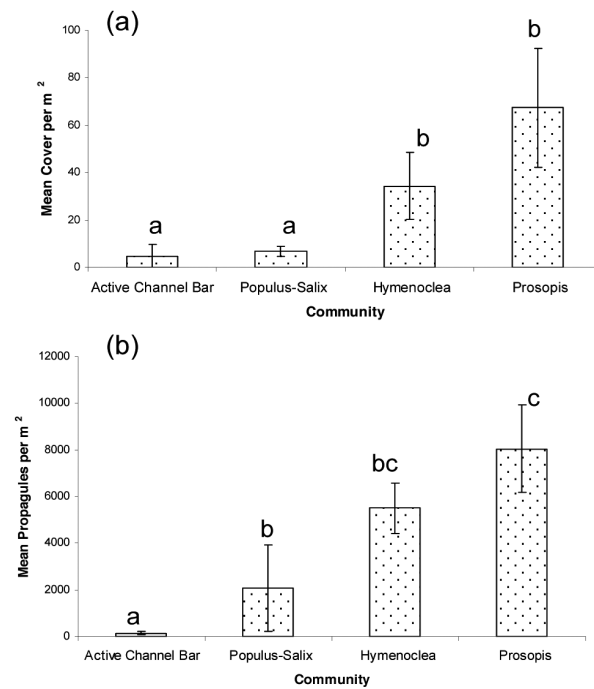 (a)
100
80
60
40
20
0
Mean Cover per m 2
a
a
b
b
Active Channel Bar
Populus-Salix
Hymenoclea
Prosopis
Community
(b)
12000
10000
8000
6000
4000
2000
0
Mean Propagules per m 2
a
b
bc
c
Active Channel Bar
Populus-Salix
Hymenoclea
Prosopis
Community